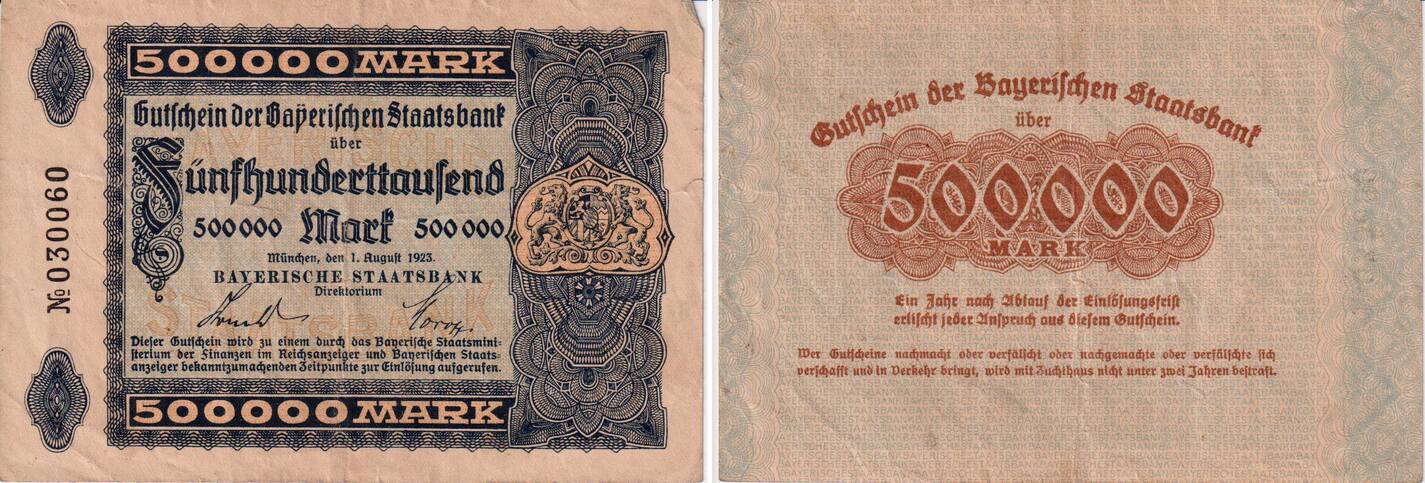 500000 MARK
Gutschein der Bayerischen Staatsbank
über
Fünfhunderttausend
500000 Mark 500000
München, den 1. August 1923.
BAYERISCHE STAATSBANK
Direktorium
Dieser Gutschein wird zu einem durch das Bayerische Staatsmini-
sterium der Finanzen im Reichsanzeiger und Bayerischen Staats-
anzeiger bekanntzumachenden Zeitpunkte zur Einlösung aufgerufen.
500000 MARK
№ 030060
Gutschein der Bayerischen Staatsbank
über
500000
MARK
Ein Jahr nach Ablauf der Einlösungsfrist
erlischt jeder Anspruch aus diesem Gutschein.
Wer Gutscheine nachmacht oder verfälscht oder nachgemachte oder verfälschte sich
verschafft und in Verkehr bringt, wird mit Zuchthaus nicht unter zwei Jahren bestraft.